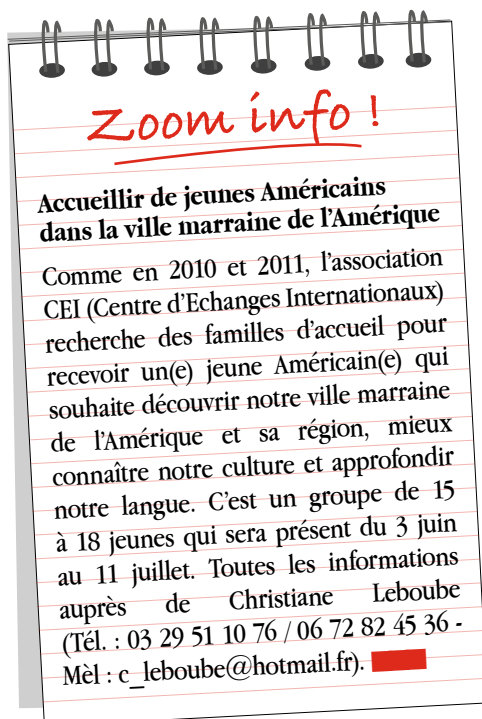 Zoom info !
Accueillir de jeunes Américains
dans la ville marraine de l'Amérique
Comme en 2010 et 2011, l'association
CEI (Centre d'Echanges Internationaux)
recherche des familles d'accueil pour
recevoir un(e) jeune Américain(e) qui
souhaite découvrir notre ville marraine
de l'Amérique et sa région, mieux
connaître notre culture et approfondir
notre langue. C'est un groupe de 15
à 18 jeunes qui sera présent du 3 juin
au 11 juillet. Toutes les informations
auprès de Christiane Leboube
(Tél. : 03 29 51 10 76 / 06 72 82 45 36 -
Mèl : c_leboube@hotmail.fr).